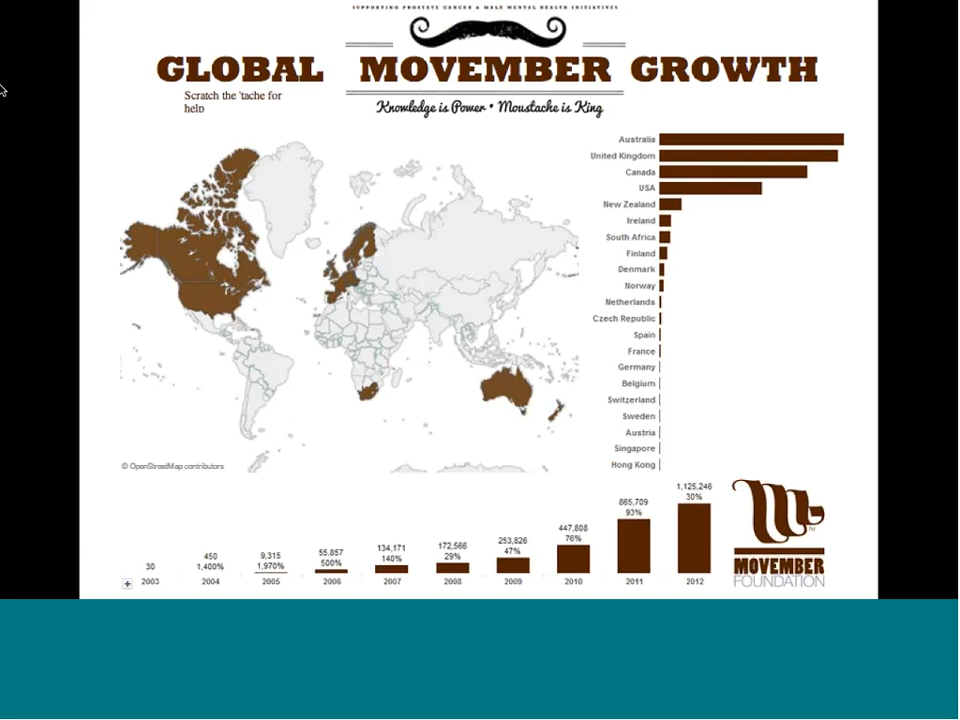 SUPPORTING PROSTATE CANCER & MALE MENTAL HEALTH INITIATIVES
GLOBAL MOVEMBER GROWTH
Scratch the 'tache for
help
Knowledge is Power • Moustache is King
Australia
United Kingdom
Canada
USA
New Zealand
Ireland
South Africa
Finland
Denmark
Norway
Netherlands
Czech Republic
Spain
France
Germany
Belgium
Switzerland
Sweden
Austria
Singapore
Hong Kong
© OpenStreetMap contributors
30
450
1,400%
9,315
1,970%
55,857
500%
134,171
140%
172,566
29%
253,826
47%
447,808
76%
865,709
93%
1,125,246
30%
2003 2004 2005 2006 2007 2008 2009 2010 2011 2012
TM
MOVEMBER
FOUNDATION